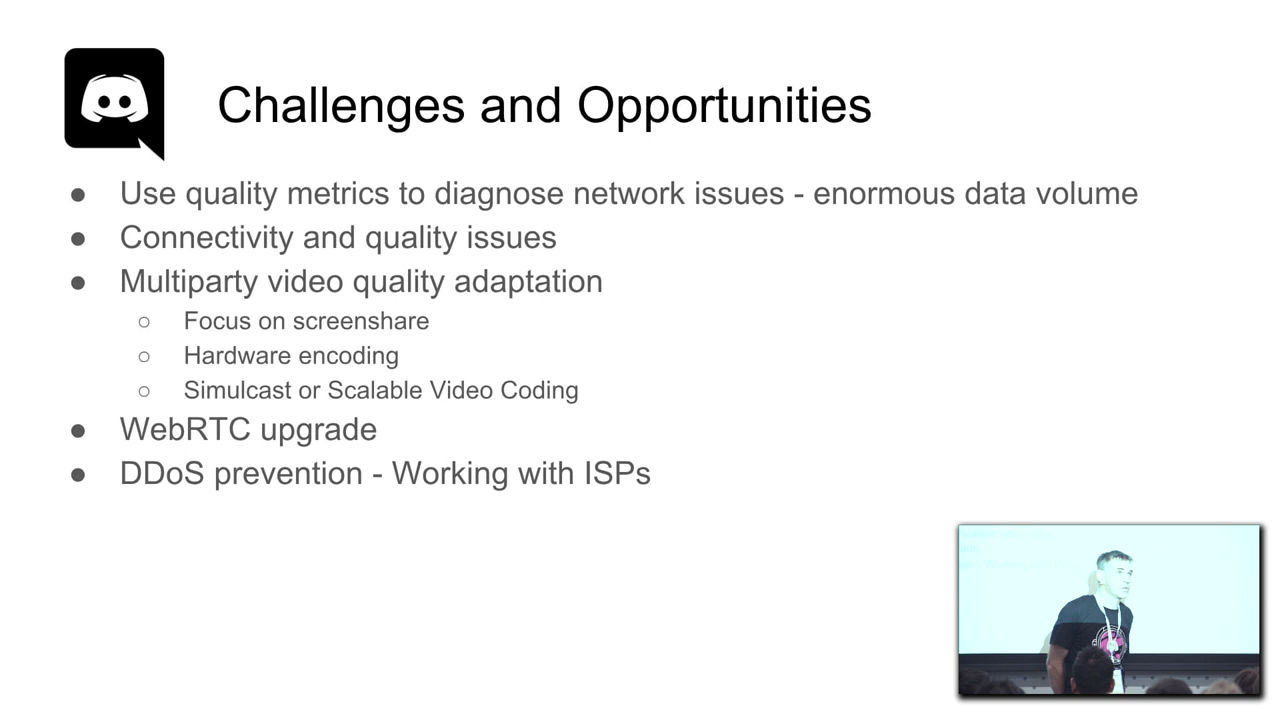 Challenges and Opportunities
● Use quality metrics to diagnose network issues - enormous data volume
● Connectivity and quality issues
● Multiparty video quality adaptation
○ Focus on screenshare
○ Hardware encoding
○ Simulcast or Scalable Video Coding
● WebRTC upgrade
● DDoS prevention - Working with ISPs